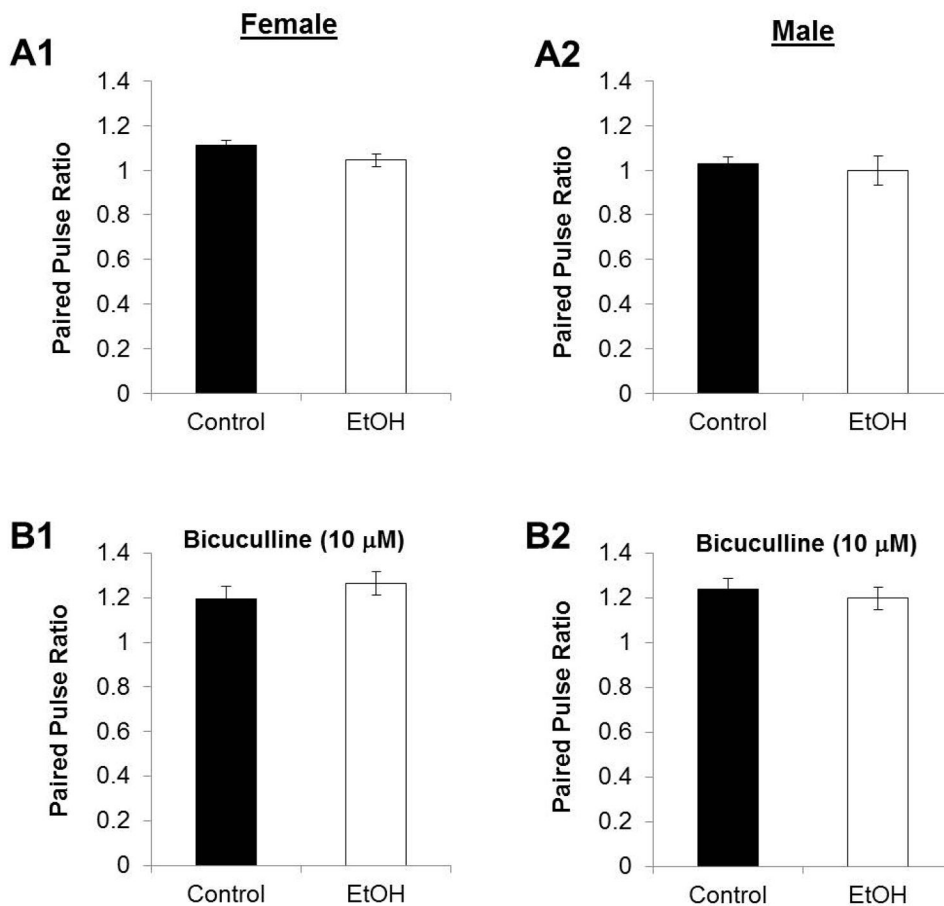 Female
A1
1.4
1.2
1
0.8
0.6
0.4
0.2
0
Paired Pulse Ratio
Control EtOH
Male
A2
1.4
1.2
1
0.8
0.6
0.4
0.2
0
Paired Pulse Ratio
Control EtOH
B1
Bicuculline (10 μM)
1.4
1.2
1
0.8
0.6
0.4
0.2
0
Paired Pulse Ratio
Control EtOH
B2
Bicuculline (10 μM)
1.4
1.2
1
0.8
0.6
0.4
0.2
0
Paired Pulse Ratio
Control EtOH